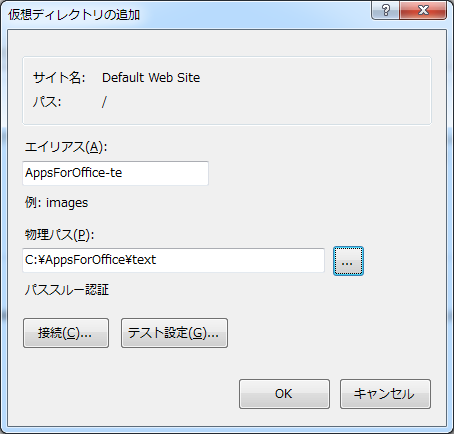 仮想ディレクトリの追加
サイト名: Default Web Site
パス: /
エイリアス(A):
AppsForOffice-te
例: images
物理パス(P):
C:¥AppsForOffice¥text
...
パススルー認証
接続(C)... テスト設定(G)...
OK キャンセル